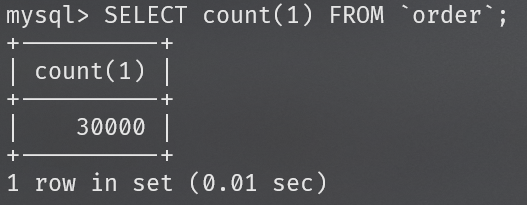 mysql> SELECT count(1) FROM `order`;
+----------+
| count(1) |
+----------+
|    30000 |
+----------+
1 row in set (0.01 sec)